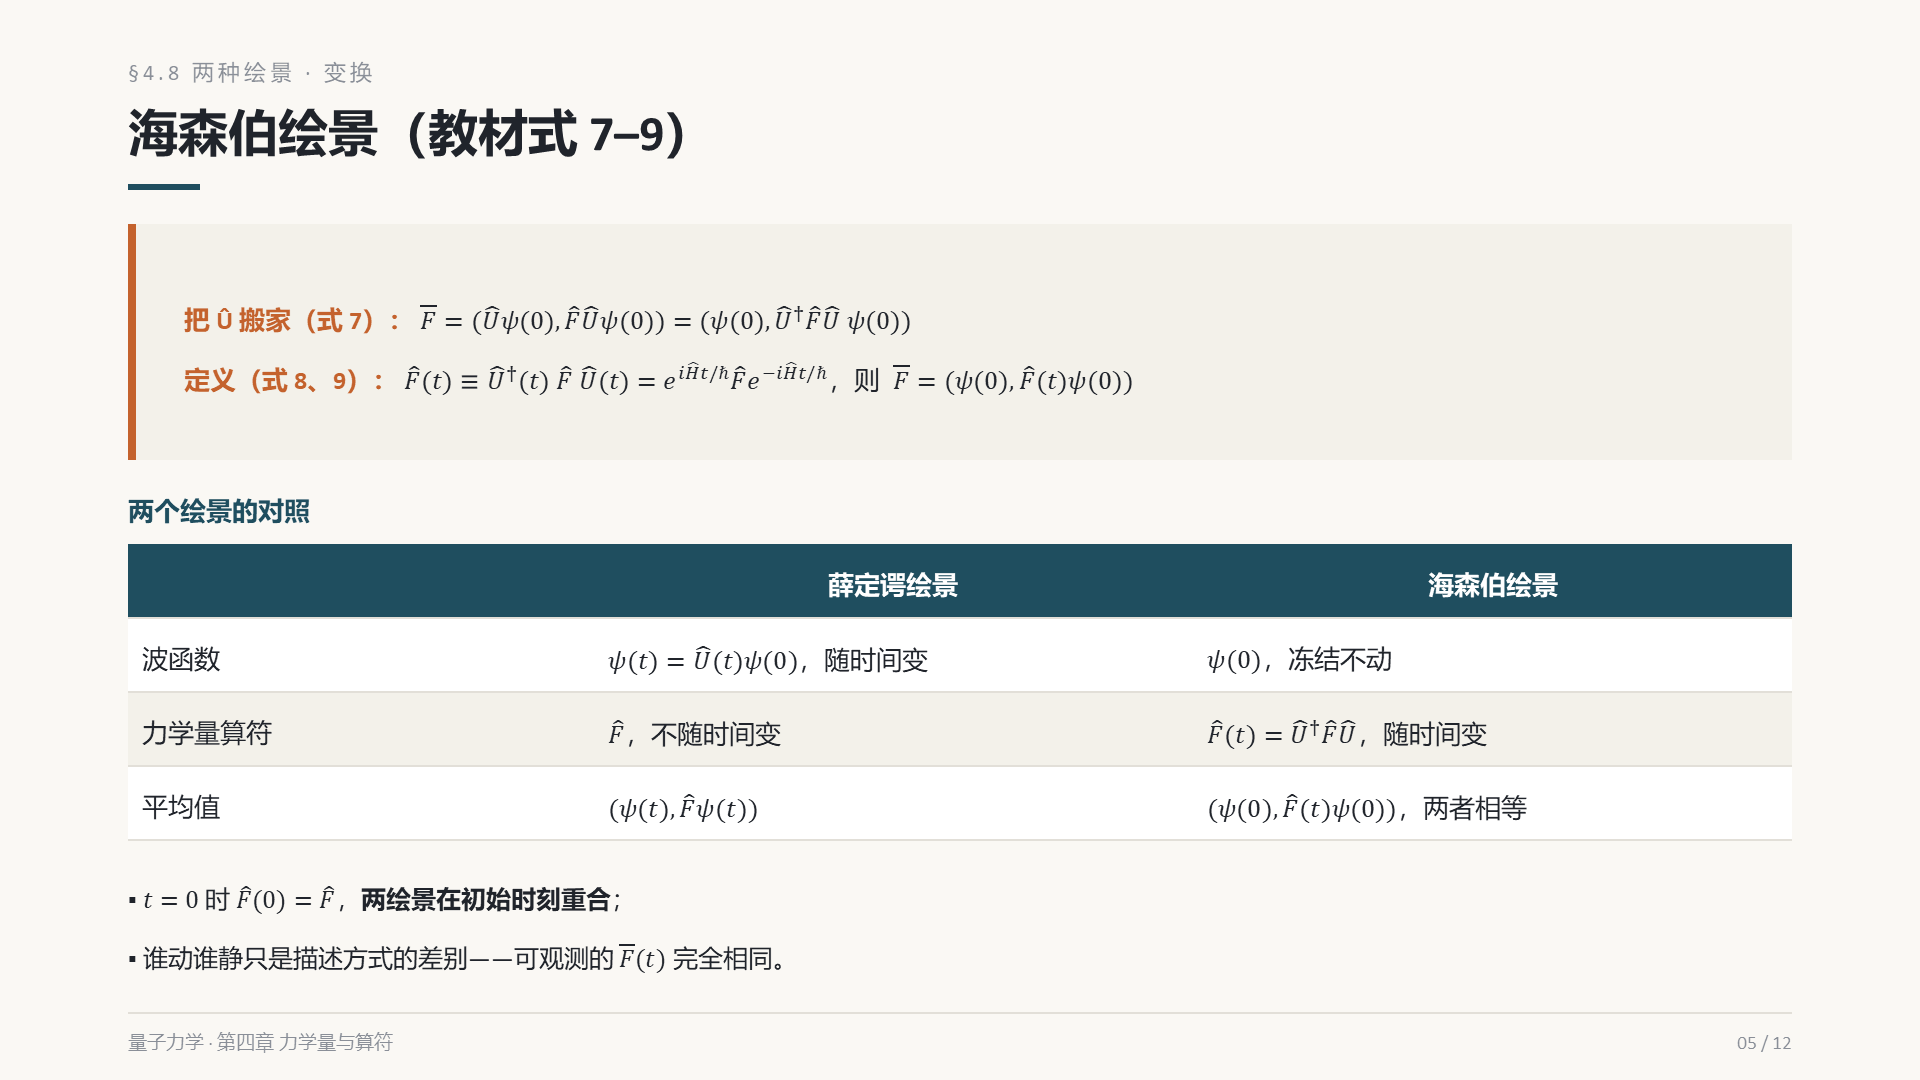 §4.8 两种绘景 · 变换
海森伯绘景（教材式 7–9）
把 Û 搬家（式 7）： F̅ = (Û𝜓(0), F̂Û𝜓(0)) = (𝜓(0), Û†F̂Û 𝜓(0))
定义（式 8、9）： F̂(t) ≡ Û†(t) F̂ Û(t) = e^{iĤt/ħ}F̂e^{−iĤt/ħ}，则 F̅ = (𝜓(0), F̂(t)𝜓(0))
两个绘景的对照
薛定谔绘景 海森伯绘景
波函数 𝜓(t) = Û(t)𝜓(0)，随时间变 𝜓(0)，冻结不动
力学量算符 F̂，不随时间变 F̂(t) = Û†F̂Û，随时间变
平均值 (𝜓(t), F̂𝜓(t)) (𝜓(0), F̂(t)𝜓(0))，两者相等
▪ t = 0 时 F̂(0) = F̂，两绘景在初始时刻重合；
▪ 谁动谁静只是描述方式的差别——可观测的 F̅(t) 完全相同。
量子力学 · 第四章 力学量与算符
05 / 12